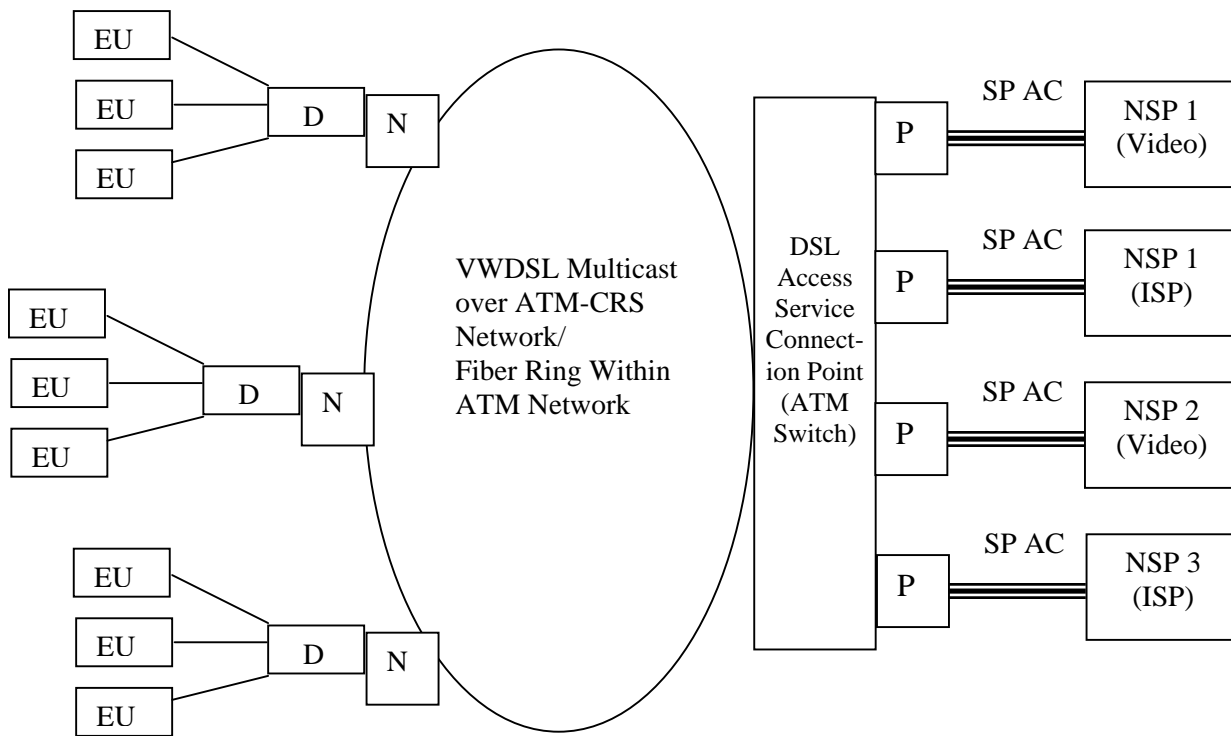 EU
EU
EU
D
N
EU
EU
EU
D
N
EU
EU
EU
D
N
VWDSL Multicast
over ATM-CRS
Network/
Fiber Ring Within
ATM Network
DSL
Access
Service
Connect-
ion Point
(ATM
Switch)
P
SP AC
NSP 1
(Video)
P
SP AC
NSP 1
(ISP)
P
SP AC
NSP 2
(Video)
P
SP AC
NSP 3
(ISP)